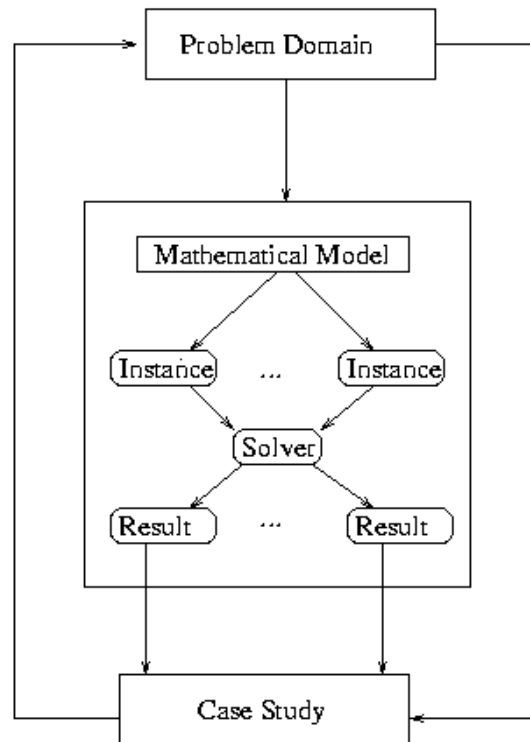 Problem Domain
Mathematical Model
Instance ... Instance
Solver
Result ... Result
Case Study